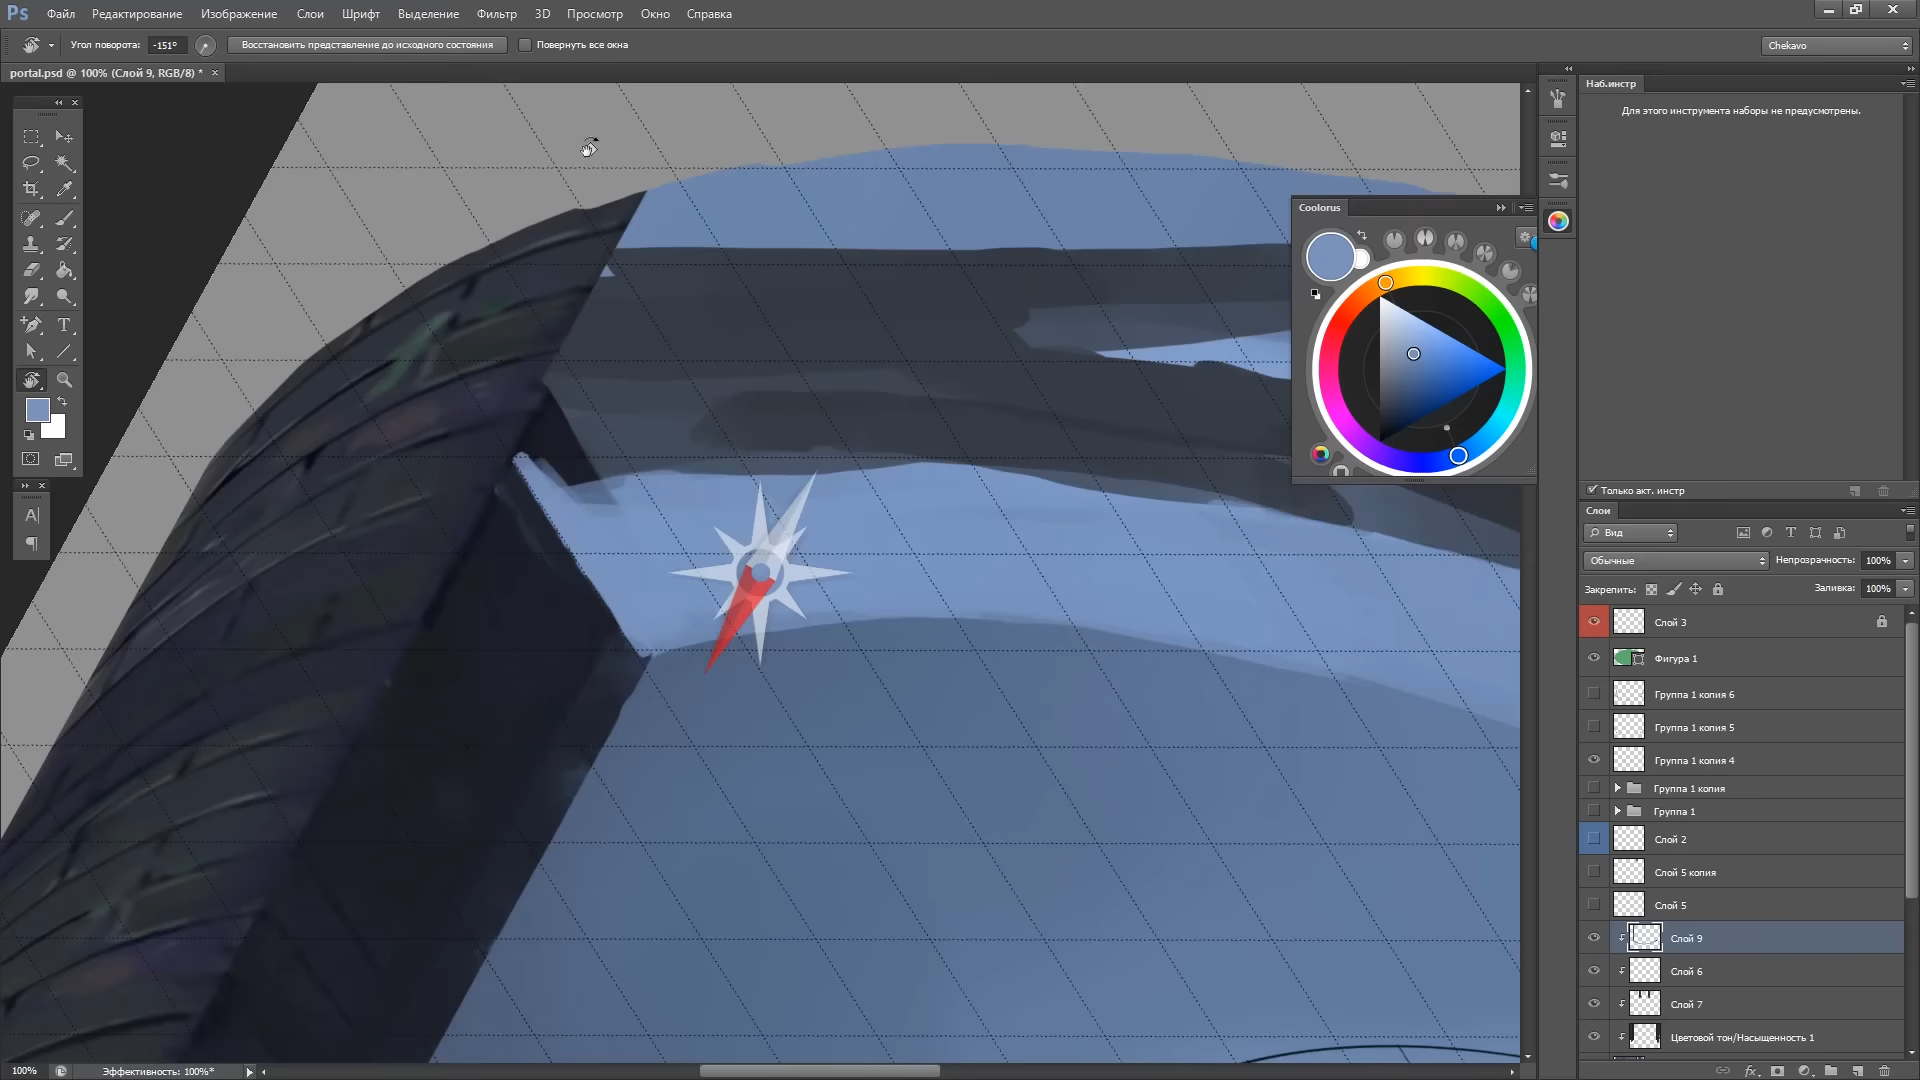 Ps Файл Редактирование Изображение Слои Шрифт Выделение Фильтр 3D Просмотр Окно Справка
Угол поворота: -151° Восстановить представление до исходного состояния Повернуть все окна Chekavo
portal.psd @ 100% (Слой 9, RGB/8) * ×
Наб.инстр
Для этого инструмента наборы не предусмотрены.
Coolorus
Только акт. инстр
Слои
Вид
Обычные Непрозрачность: 100%
Закрепить: Заливка: 100%
Слой 3
Фигура 1
Группа 1 копия 6
Группа 1 копия 5
Группа 1 копия 4
Группа 1 копия
Группа 1
Слой 2
Слой 5 копия
Слой 5
Слой 9
Слой 6
Слой 7
Цветовой тон/Насыщенность 1
100% Эффективность: 100%*